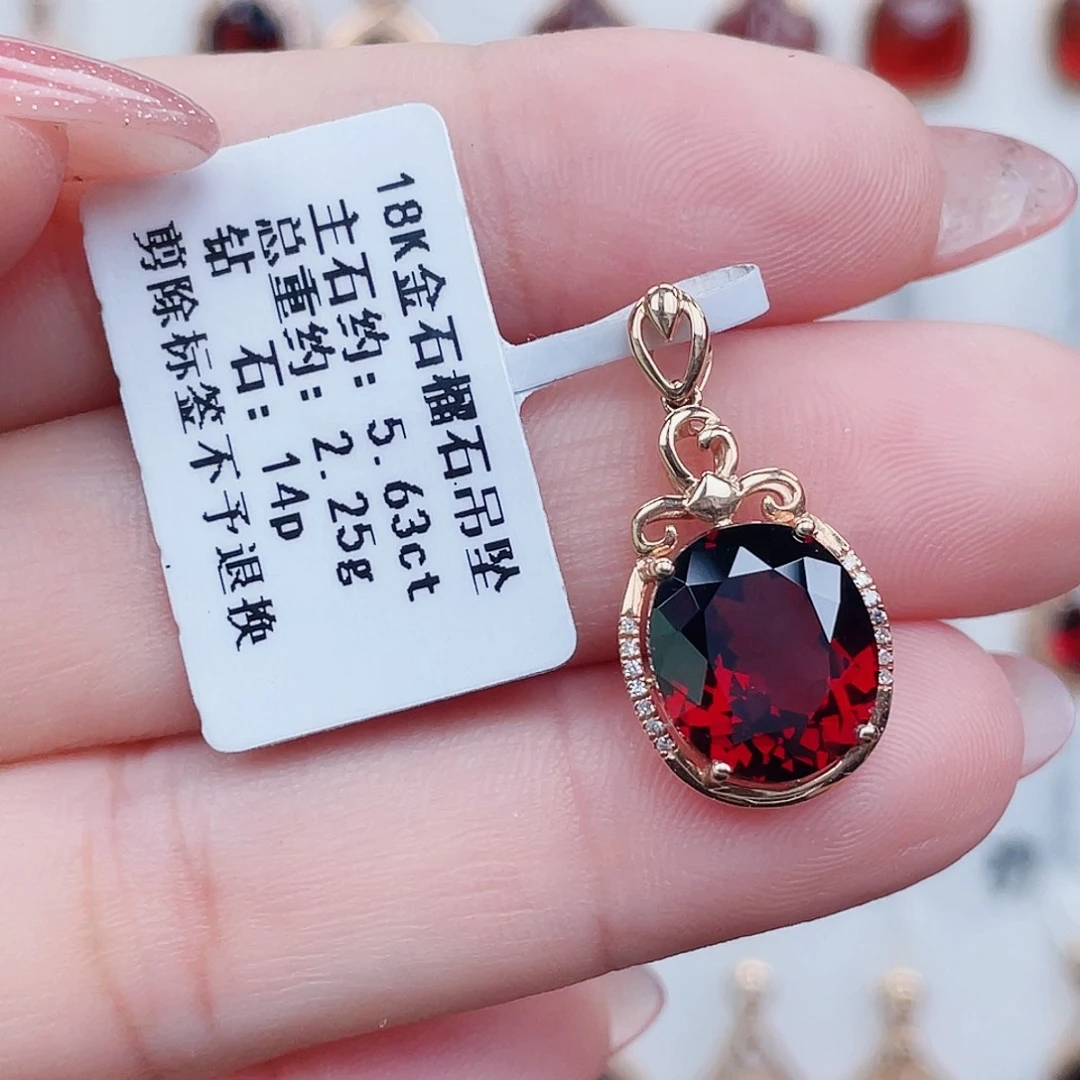 18K金石榴石吊坠
主石约: 5.63ct
总重约: 2.25g
钻 石: 14p
剪除标签不予退换